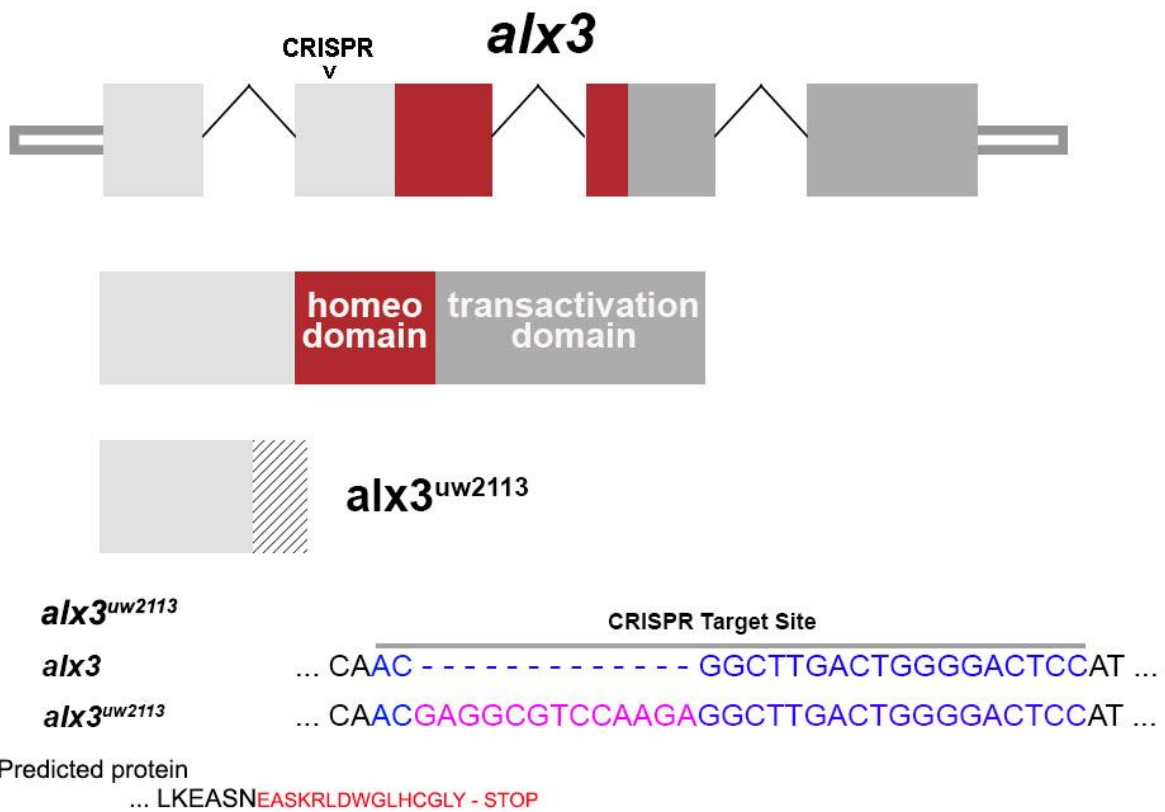 alx3
CRISPR
v
homeo
domain
transactivation
domain
alx3uw2113
alx3uw2113
CRISPR Target Site
alx3 ... CAAC - - - - - - - - - - - - - GGCTTGACTGGGGACTCCAT ...
alx3uw2113 ... CAACGAGGCGTCCAAGAGGCTTGACTGGGGACTCCAT ...
Predicted protein
... LKEASNEASKRLDWGLHCGLY - STOP